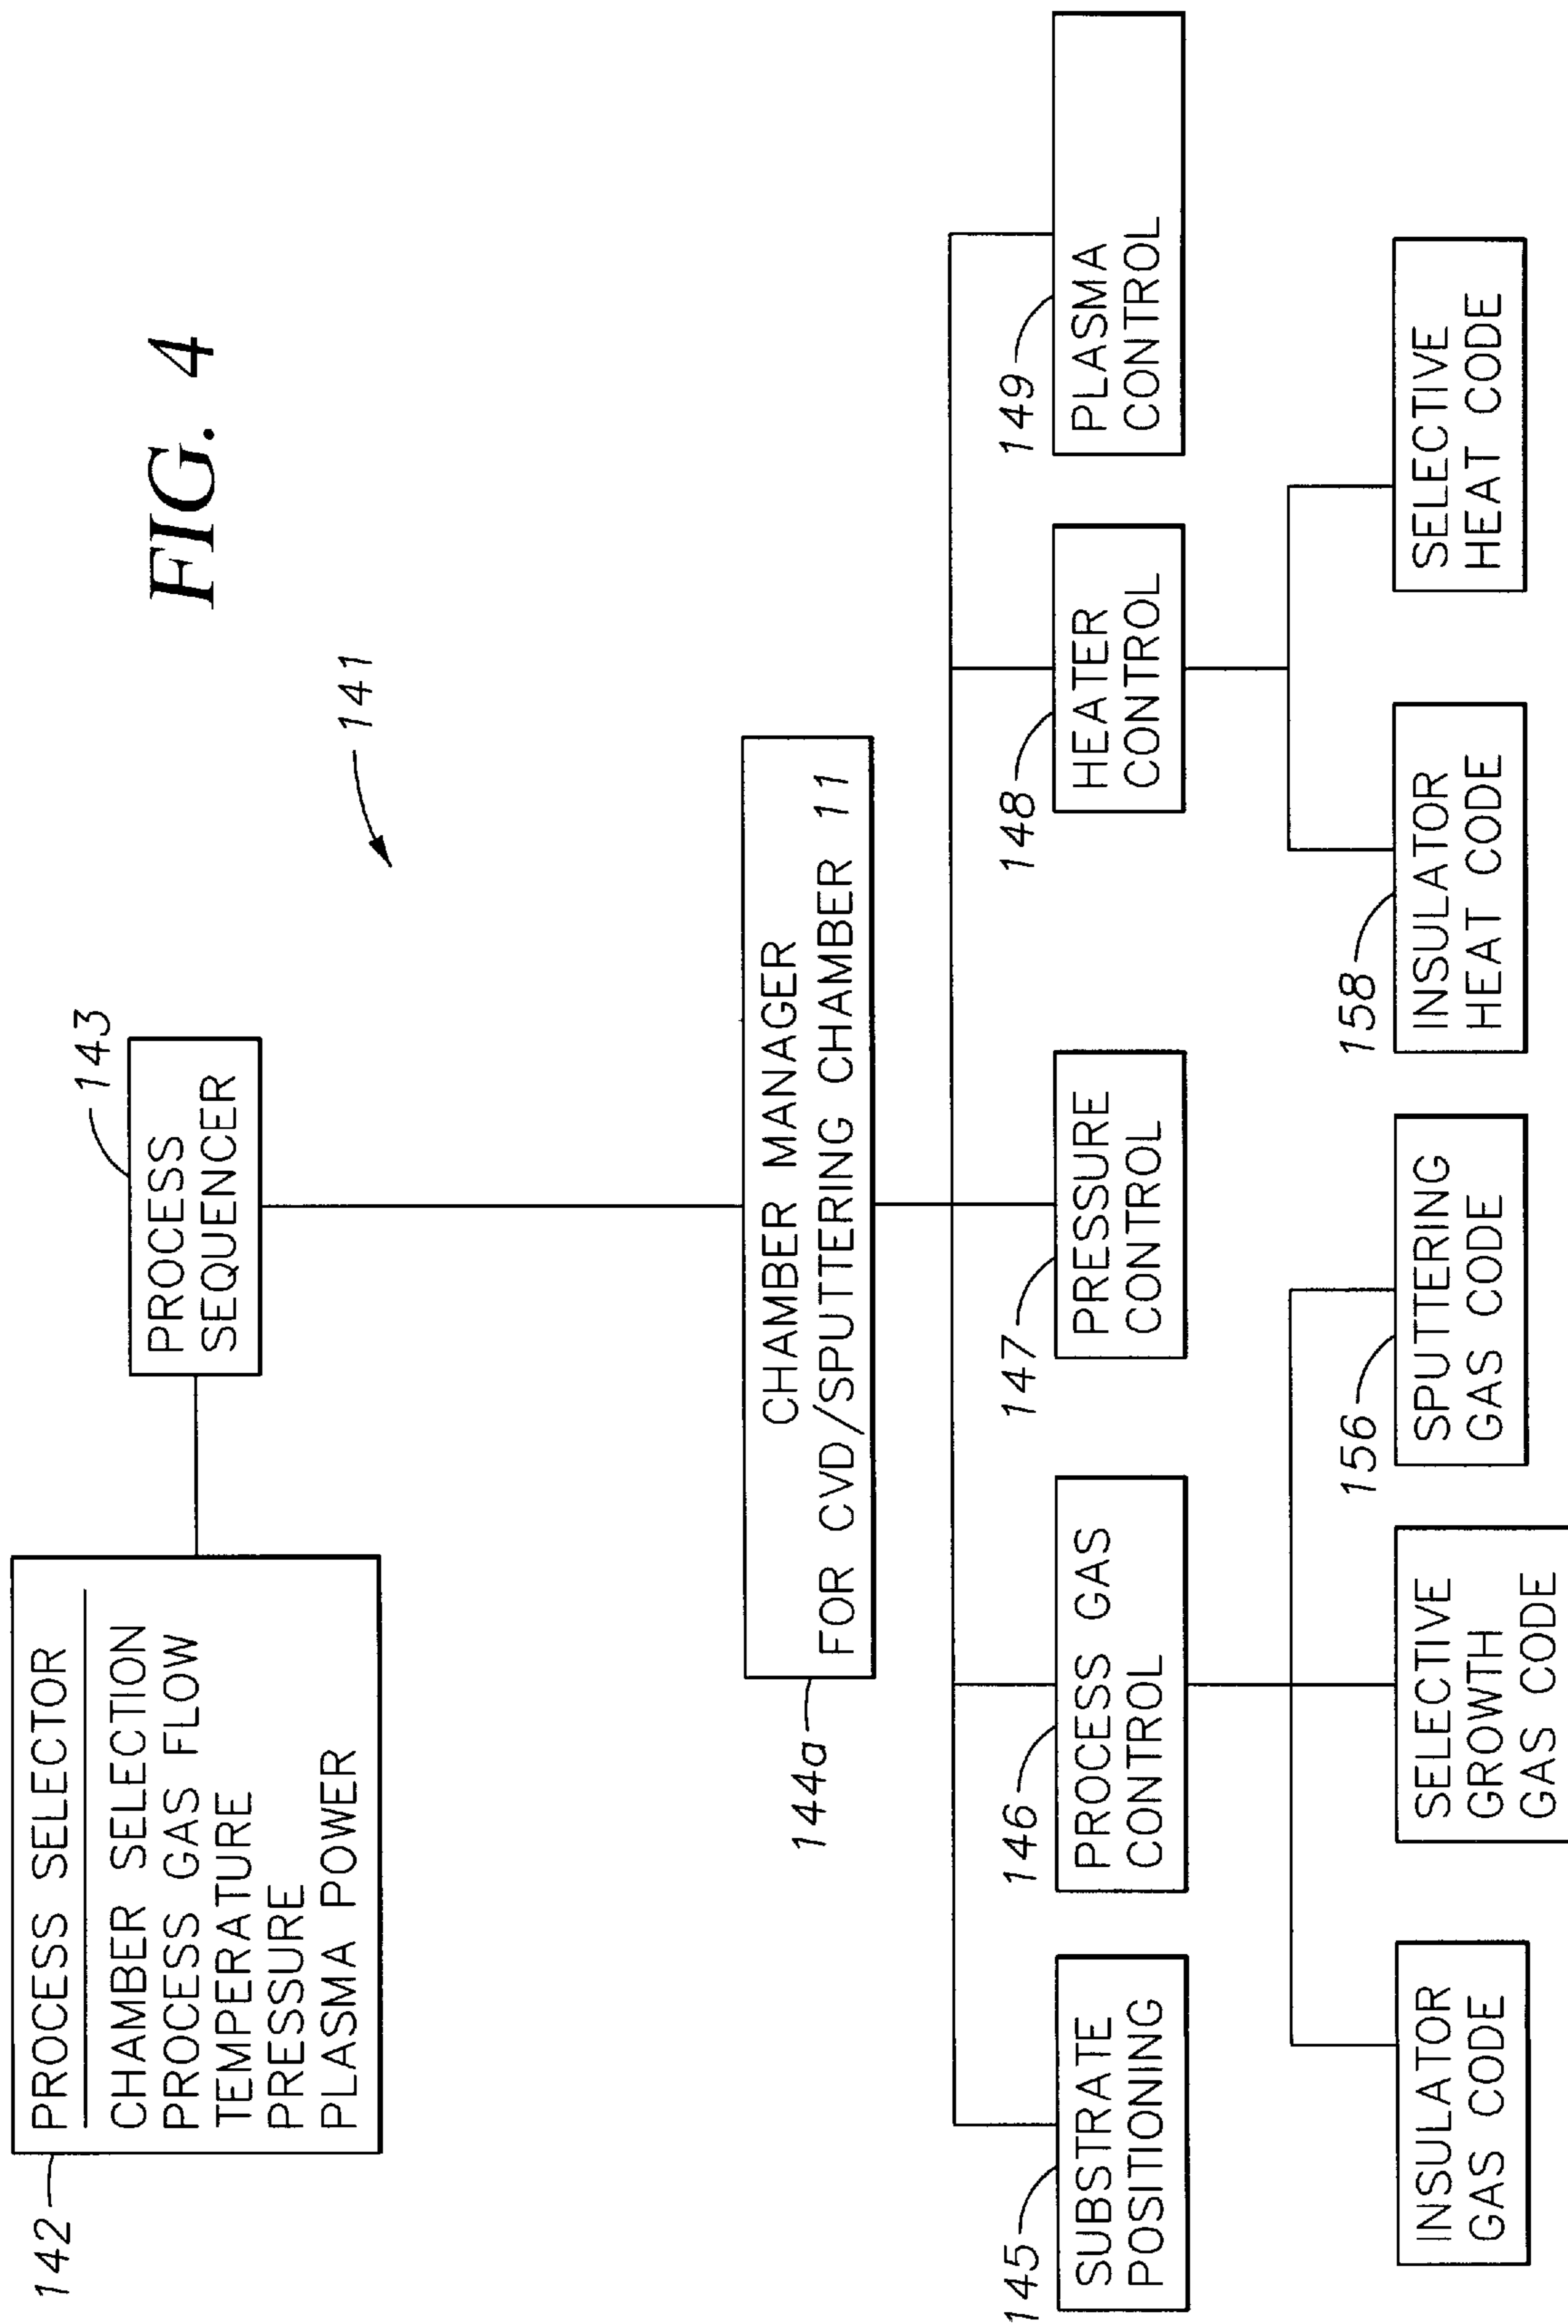 FIG. 4
141
142
PROCESS SELECTOR
CHAMBER SELECTION
PROCESS GAS FLOW
TEMPERATURE
PRESSURE
PLASMA POWER
143
PROCESS
SEQUENCER
144a
CHAMBER MANAGER
FOR CVD/SPUTTERING CHAMBER 11
145
SUBSTRATE
POSITIONING
146
PROCESS GAS
CONTROL
147
PRESSURE
CONTROL
148
HEATER
CONTROL
149
PLASMA
CONTROL
INSULATOR
GAS CODE
SELECTIVE
GROWTH
GAS CODE
156
SPUTTERING
GAS CODE
158
INSULATOR
HEAT CODE
SELECTIVE
HEAT CODE